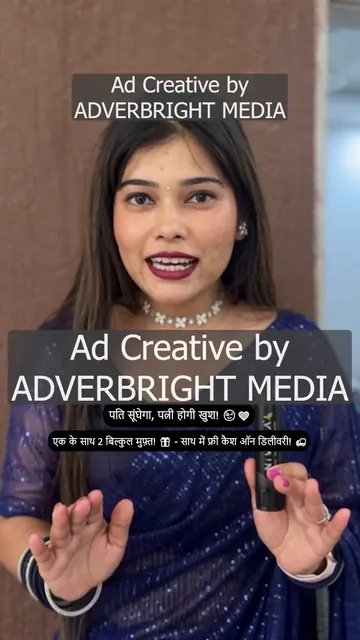 Ad Creative by
ADVERBRIGHT MEDIA
Ad Creative by
ADVERBRIGHT MEDIA
पति सूंघेगा, पत्नी होगी खुश! 😉🩶
एक के साथ 2 बिल्कुल मुफ़्त! 🎁 - साथ में फ्री कैश ऑन डिलीवरी! 🚚